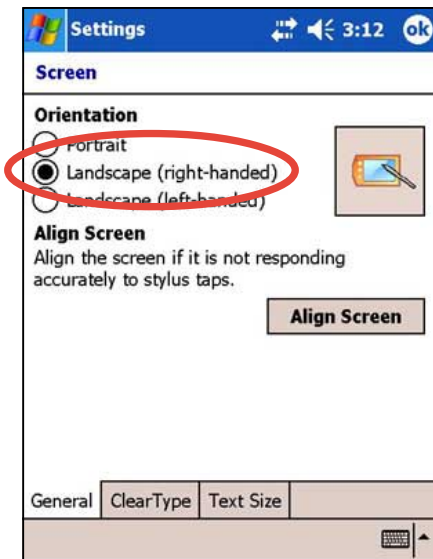 Settings 3:12 ok
Screen
Orientation
Portrait
Landscape (right-handed)
Landscape (left-handed)
Align Screen
Align the screen if it is not responding
accurately to stylus taps.
Align Screen
General ClearType Text Size